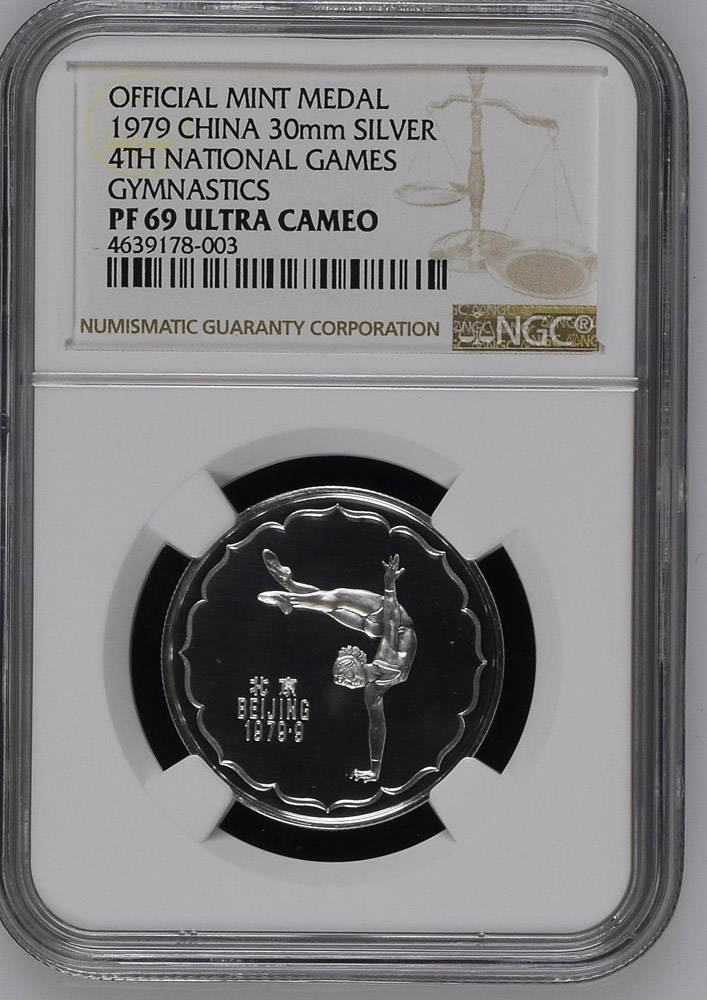 OFFICIAL MINT MEDAL
1979 CHINA 30mm SILVER
4TH NATIONAL GAMES
GYMNASTICS
PF 69 ULTRA CAMEO
4639178-003
NUMISMATIC GUARANTY CORPORATION
NGC®
北京
BEIJING
1979·9